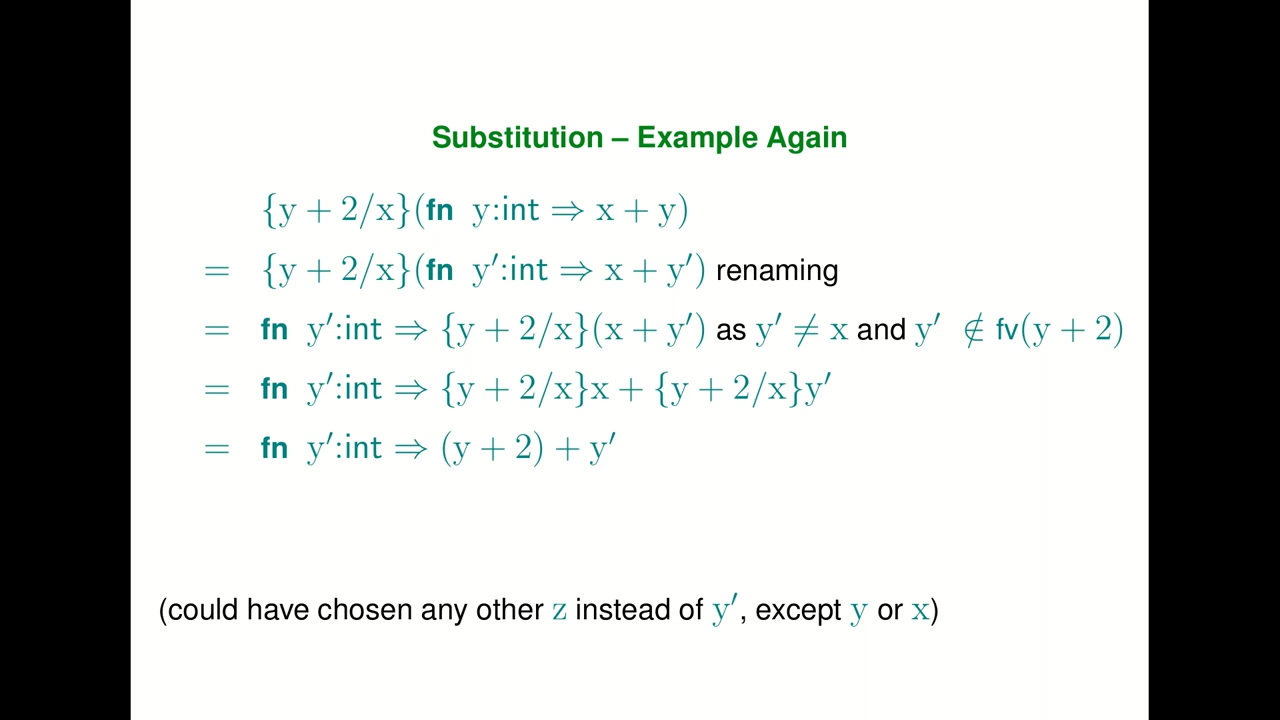 Substitution – Example Again
{y + 2/x}(fn y:int ⇒ x + y)
= {y + 2/x}(fn y′:int ⇒ x + y′) renaming
= fn y′:int ⇒ {y + 2/x}(x + y′) as y′ ≠ x and y′ ∉ fv(y + 2)
= fn y′:int ⇒ {y + 2/x}x + {y + 2/x}y′
= fn y′:int ⇒ (y + 2) + y′
(could have chosen any other z instead of y′, except y or x)